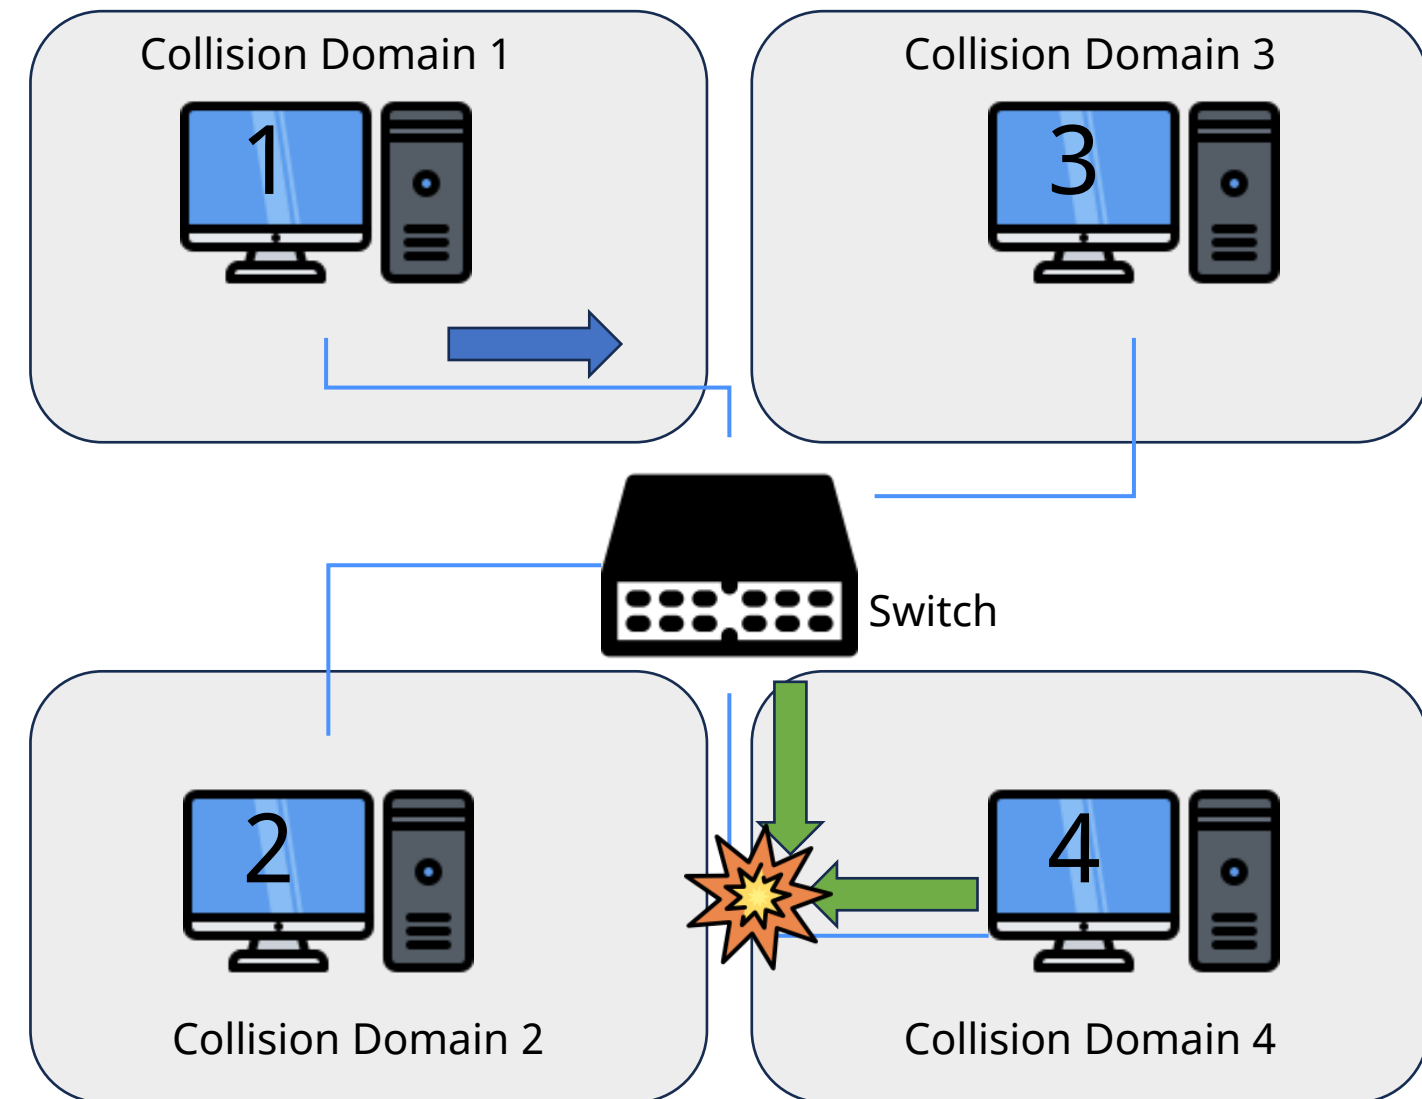 Collision Domain 1
1
Collision Domain 3
3
Switch
2
Collision Domain 2
4
Collision Domain 4